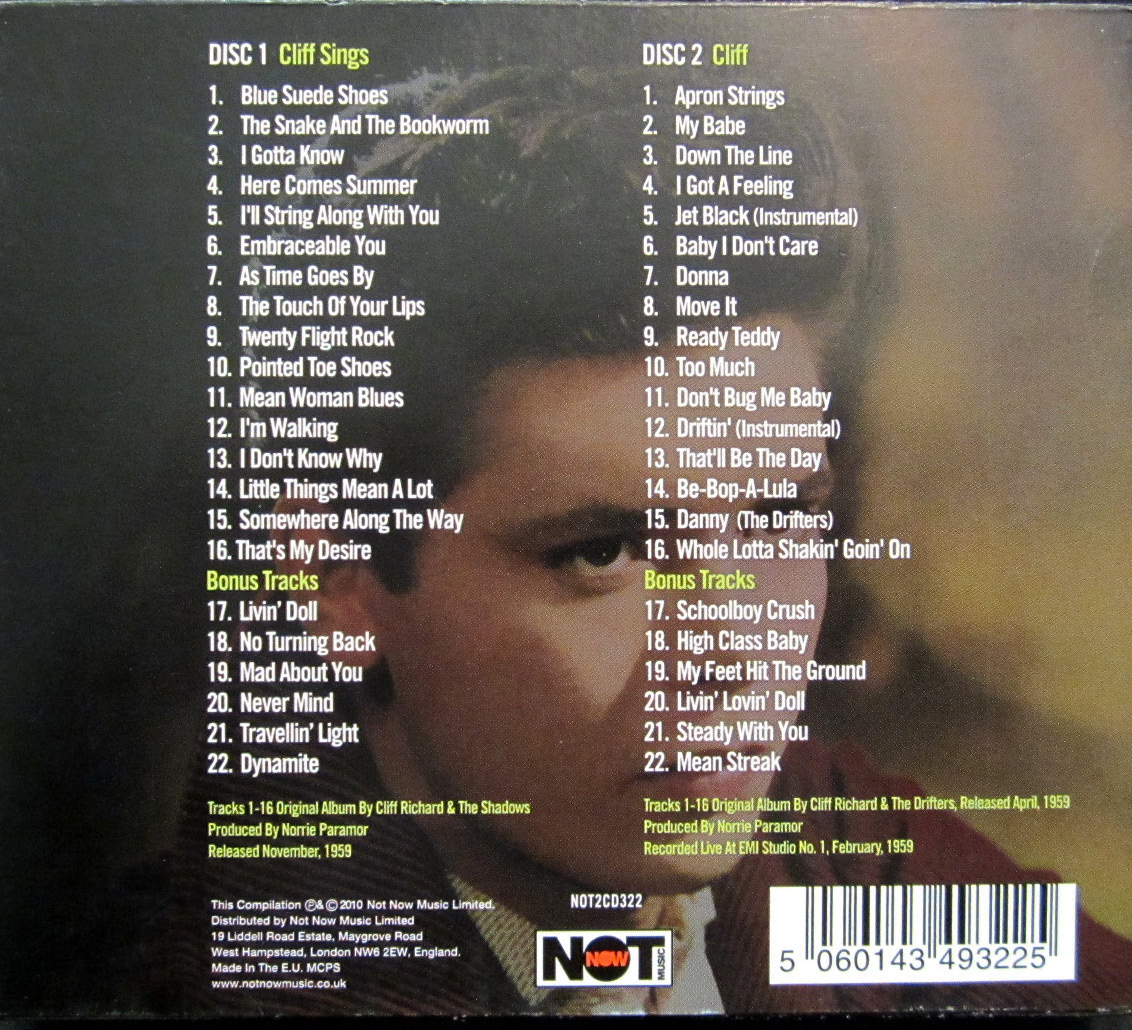 DISC 1 Cliff Sings
1. Blue Suede Shoes
2. The Snake And The Bookworm
3. I Gotta Know
4. Here Comes Summer
5. I'll String Along With You
6. Embraceable You
7. As Time Goes By
8. The Touch Of Your Lips
9. Twenty Flight Rock
10. Pointed Toe Shoes
11. Mean Woman Blues
12. I'm Walking
13. I Don't Know Why
14. Little Things Mean A Lot
15. Somewhere Along The Way
16. That's My Desire
Bonus Tracks
17. Livin' Doll
18. No Turning Back
19. Mad About You
20. Never Mind
21. Travellin' Light
22. Dynamite
Tracks 1-16 Original Album By Cliff Richard & The Shadows
Produced By Norrie Paramor
Released November, 1959
DISC 2 Cliff
1. Apron Strings
2. My Babe
3. Down The Line
4. I Got A Feeling
5. Jet Black (Instrumental)
6. Baby I Don't Care
7. Donna
8. Move It
9. Ready Teddy
10. Too Much
11. Don't Bug Me Baby
12. Driftin' (Instrumental)
13. That'll Be The Day
14. Be-Bop-A-Lula
15. Danny (The Drifters)
16. Whole Lotta Shakin' Goin' On
Bonus Tracks
17. Schoolboy Crush
18. High Class Baby
19. My Feet Hit The Ground
20. Livin' Lovin' Doll
21. Steady With You
22. Mean Streak
Tracks 1-16 Original Album By Cliff Richard & The Drifters, Released April, 1959
Produced By Norrie Paramor
Recorded Live At EMI Studio No. 1, February, 1959
This Compilation ℗&© 2010 Not Now Music Limited.
Distributed by Not Now Music Limited
19 Liddell Road Estate, Maygrove Road
West Hampstead, London NW6 2EW, England.
Made In The E.U. MCPS
www.notnowmusic.co.uk
NOT2CD322
NOT NOW MUSIC
5 060143 493225